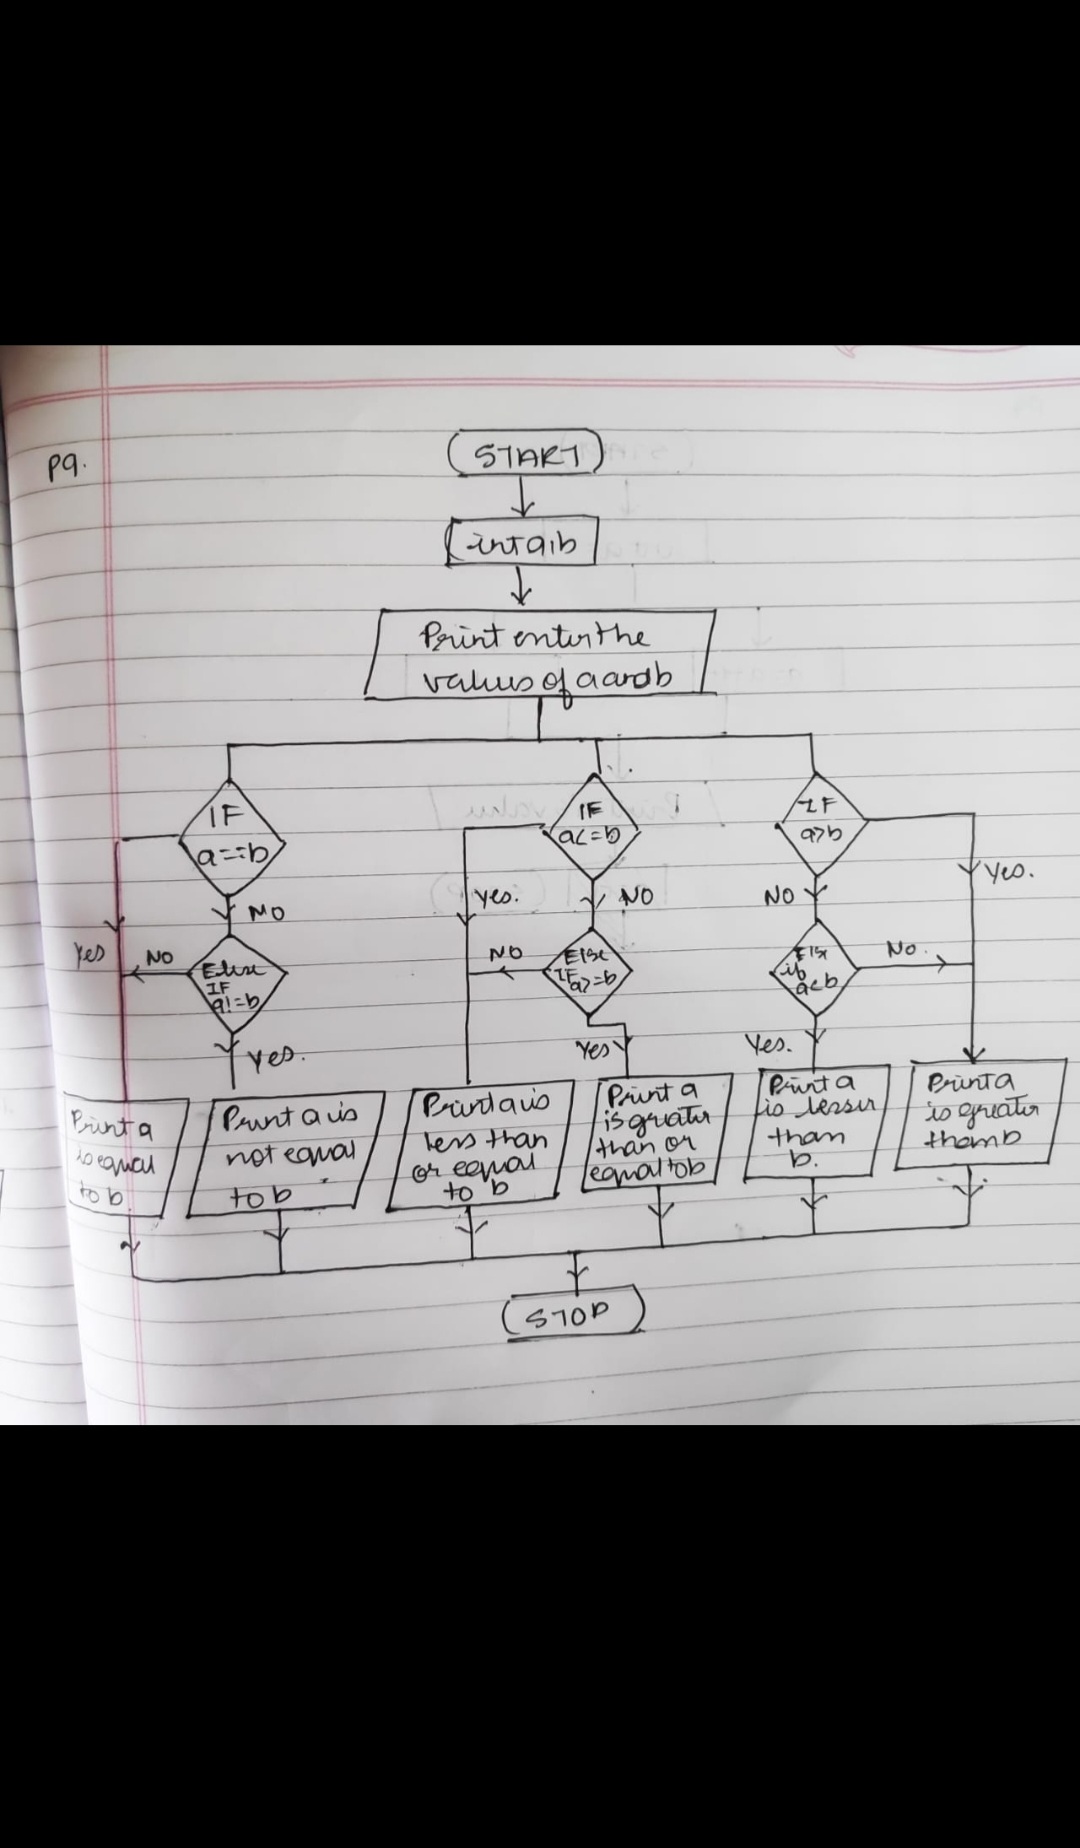 P9.
START
int a,b
Print enter the
values of a and b
IF
a==b
IF
a<=b
IF
a>b
Yes
NO
Yes.
NO
NO
Yes.
NO
Else
IF
a!=b
NO
Else
IF
a>=b
Else
if
a<b
No.
Yes.
Yes
Yes.
Print a
is equal
to b
Print a is
not equal
to b
Print a is
less than
or equal
to b
Print a
is greater
than or
equal to b
Print a
is lesser
than
b.
Print a
is greater
than b
STOP